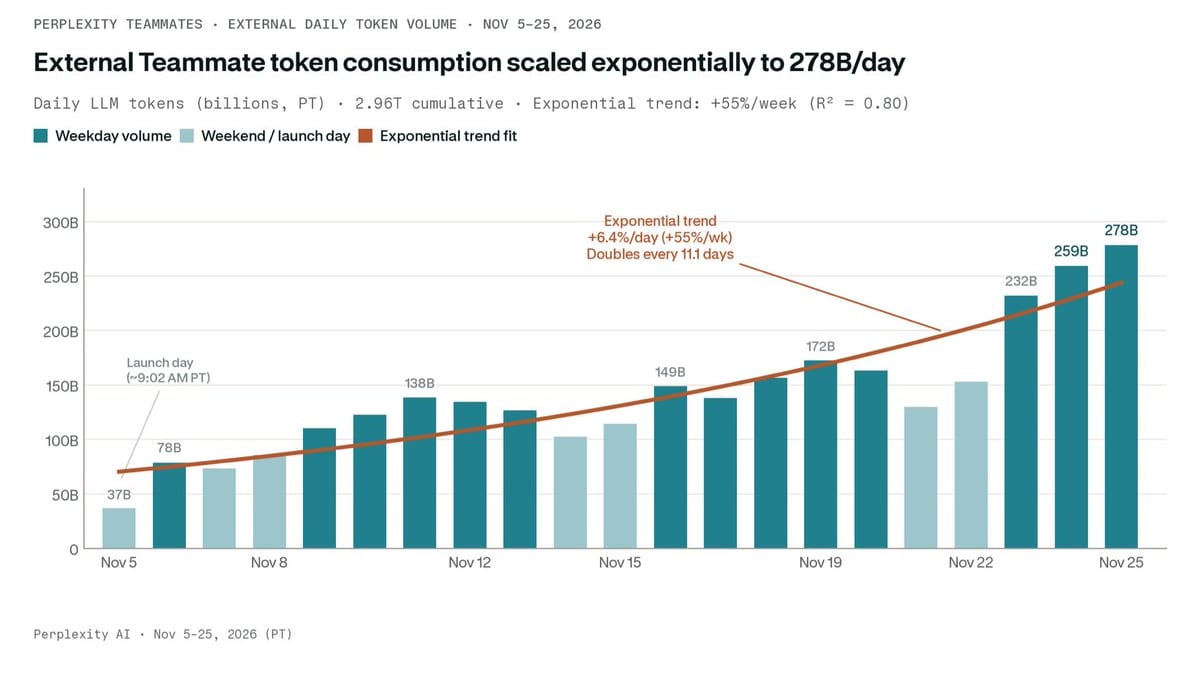 PERPLEXITY TEAMMATES · EXTERNAL DAILY TOKEN VOLUME · NOV 5–25, 2026
External Teammate token consumption scaled exponentially to 278B/day
Daily LLM tokens (billions, PT) · 2.96T cumulative · Exponential trend: +55%/week (R² = 0.80)
Weekday volume
Weekend / launch day
Exponential trend fit
300B
250B
200B
150B
100B
50B
0
Launch day
(~9:02 AM PT)
37B
78B
138B
149B
172B
232B
259B
278B
Exponential trend
+6.4%/day (+55%/wk)
Doubles every 11.1 days
Nov 5
Nov 8
Nov 12
Nov 15
Nov 19
Nov 22
Nov 25
Perplexity AI · Nov 5–25, 2026 (PT)